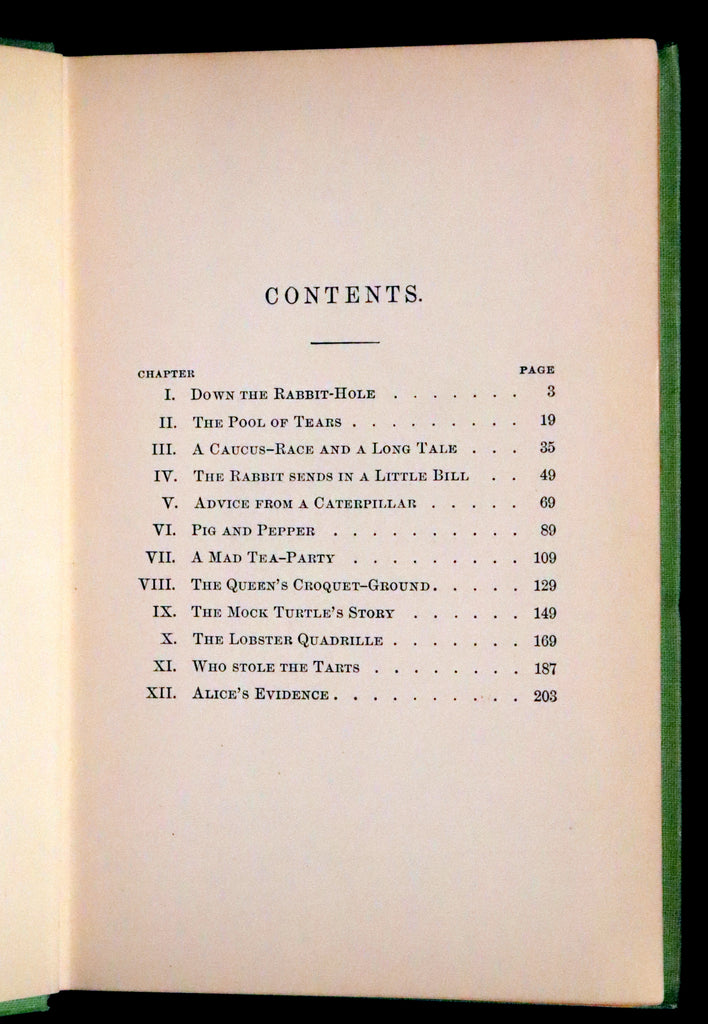 CONTENTS.
CHAPTER PAGE
I. DOWN THE RABBIT-HOLE . . . . . . . 3
II. THE POOL OF TEARS . . . . . . . . . 19
III. A CAUCUS-RACE AND A LONG TALE . . . 35
IV. THE RABBIT SENDS IN A LITTLE BILL . . 49
V. ADVICE FROM A CATERPILLAR . . . . . 69
VI. PIG AND PEPPER . . . . . . . . . . 89
VII. A MAD TEA-PARTY . . . . . . . . . 109
VIII. THE QUEEN'S CROQUET-GROUND . . . . . 129
IX. THE MOCK TURTLE'S STORY . . . . . . 149
X. THE LOBSTER QUADRILLE . . . . . . . 169
XI. WHO STOLE THE TARTS . . . . . . . . 187
XII. ALICE'S EVIDENCE . . . . . . . . . . 203